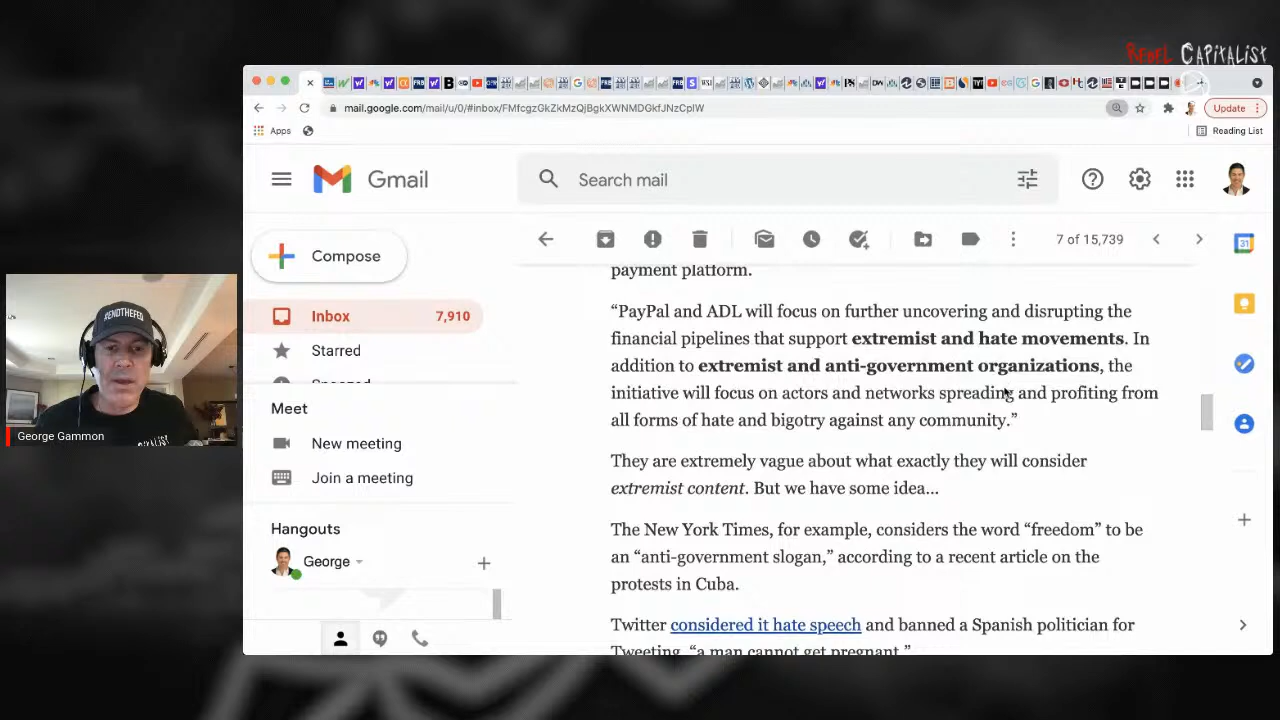 REBEL CAPITALIST
mail.google.com/mail/u/0/#inbox/FMfcgzGkZkMzQjBgkXWNMDGkfJNzCplW
Update
Apps
Reading List
Gmail
Search mail
Compose
7 of 15,739
Inbox 7,910
Starred
Snoozed
Meet
New meeting
Join a meeting
Hangouts
George
payment platform.
“PayPal and ADL will focus on further uncovering and disrupting the
financial pipelines that support extremist and hate movements. In
addition to extremist and anti-government organizations, the
initiative will focus on actors and networks spreading and profiting from
all forms of hate and bigotry against any community.”
They are extremely vague about what exactly they will consider
extremist content. But we have some idea...
The New York Times, for example, considers the word “freedom” to be
an “anti-government slogan,” according to a recent article on the
protests in Cuba.
Twitter considered it hate speech and banned a Spanish politician for
Tweeting, “a man cannot get pregnant.”
#ENDTHEFED
George Gammon